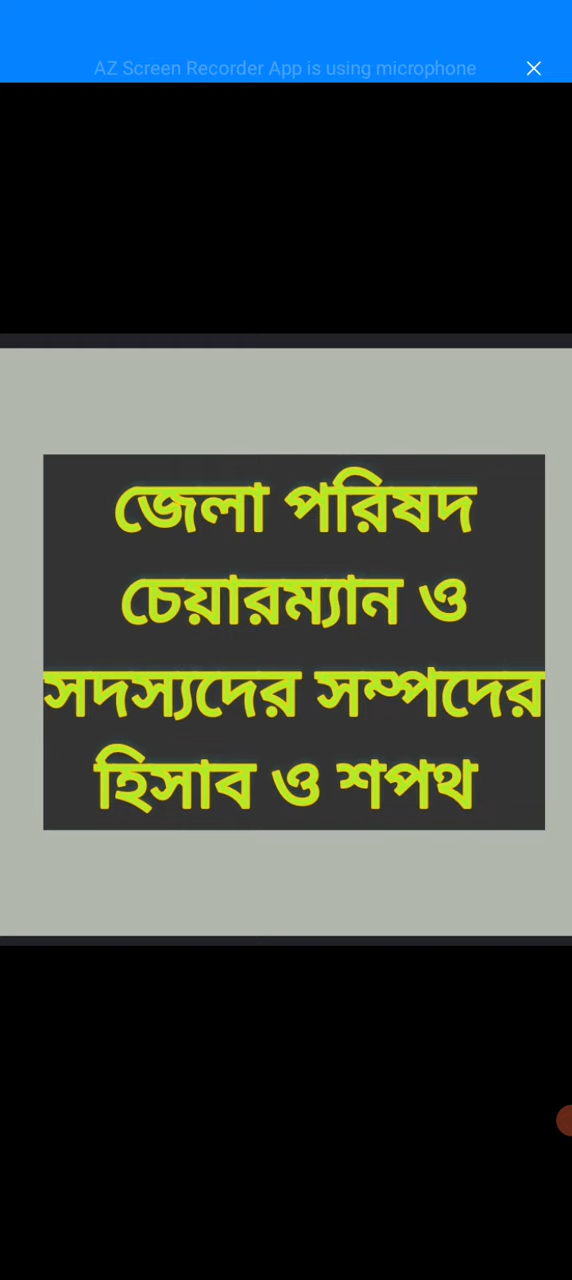 AZ Screen Recorder App is using microphone
জেলা পরিষদ
চেয়ারম্যান ও
সদস্যদের সম্পদের
হিসাব ও শপথ